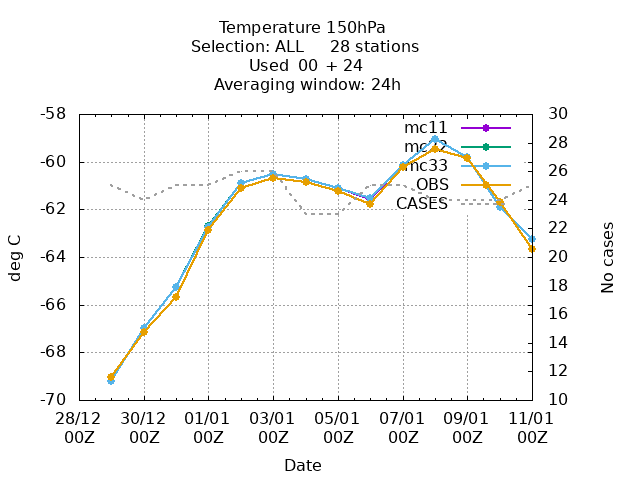 Temperature 150hPa
Selection: ALL 28 stations
Used 00 + 24
Averaging window: 24h
-58
-60
-62
-64
-66
-68
-70
deg C
30
28
26
24
22
20
18
16
14
12
10
No cases
mc11
mc22
mc33
OBS
CASES
28/12 30/12 01/01 03/01 05/01 07/01 09/01 11/01
00Z 00Z 00Z 00Z 00Z 00Z 00Z 00Z
Date